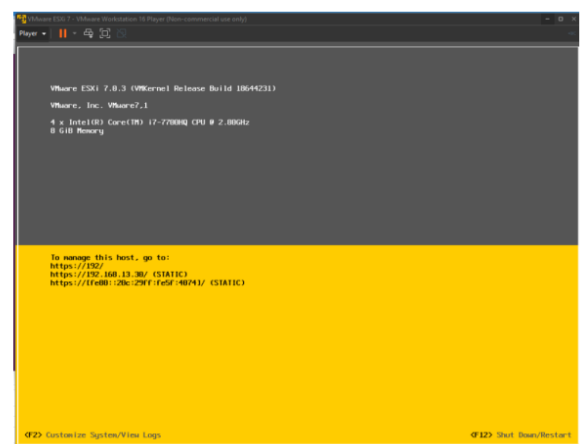 VMware ESXi 7 - VMware Workstation 16 Player (Non-commercial use only)
Player
VMware ESXi 7.0.3 (VMKernel Release Build 18644231)
VMware, Inc. VMware7,1
4 x Intel(R) Core(TM) i7-7700HQ CPU @ 2.80GHz
8 GiB Memory
To manage this host, go to:
https://192/
https://192.168.13.30/ (STATIC)
https://[fe80::20c:29ff:fe5f:4074]/ (STATIC)
<F2> Customize System/View Logs
<F12> Shut Down/Restart